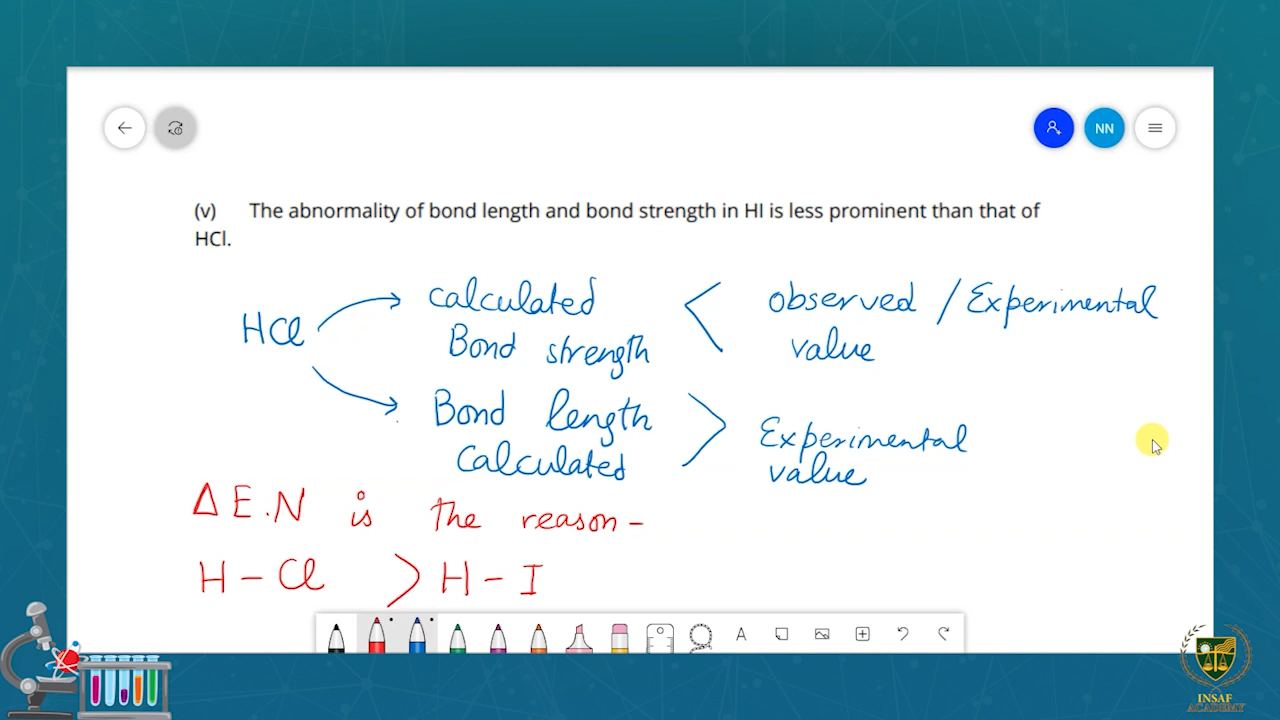 NN
(v) The abnormality of bond length and bond strength in HI is less prominent than that of
HCl.
HCl → calculated Bond strength < observed / Experimental value
→ Bond length calculated > Experimental value
Δ E.N is the reason -
H - Cl > H - I
A
INSAF
ACADEMY